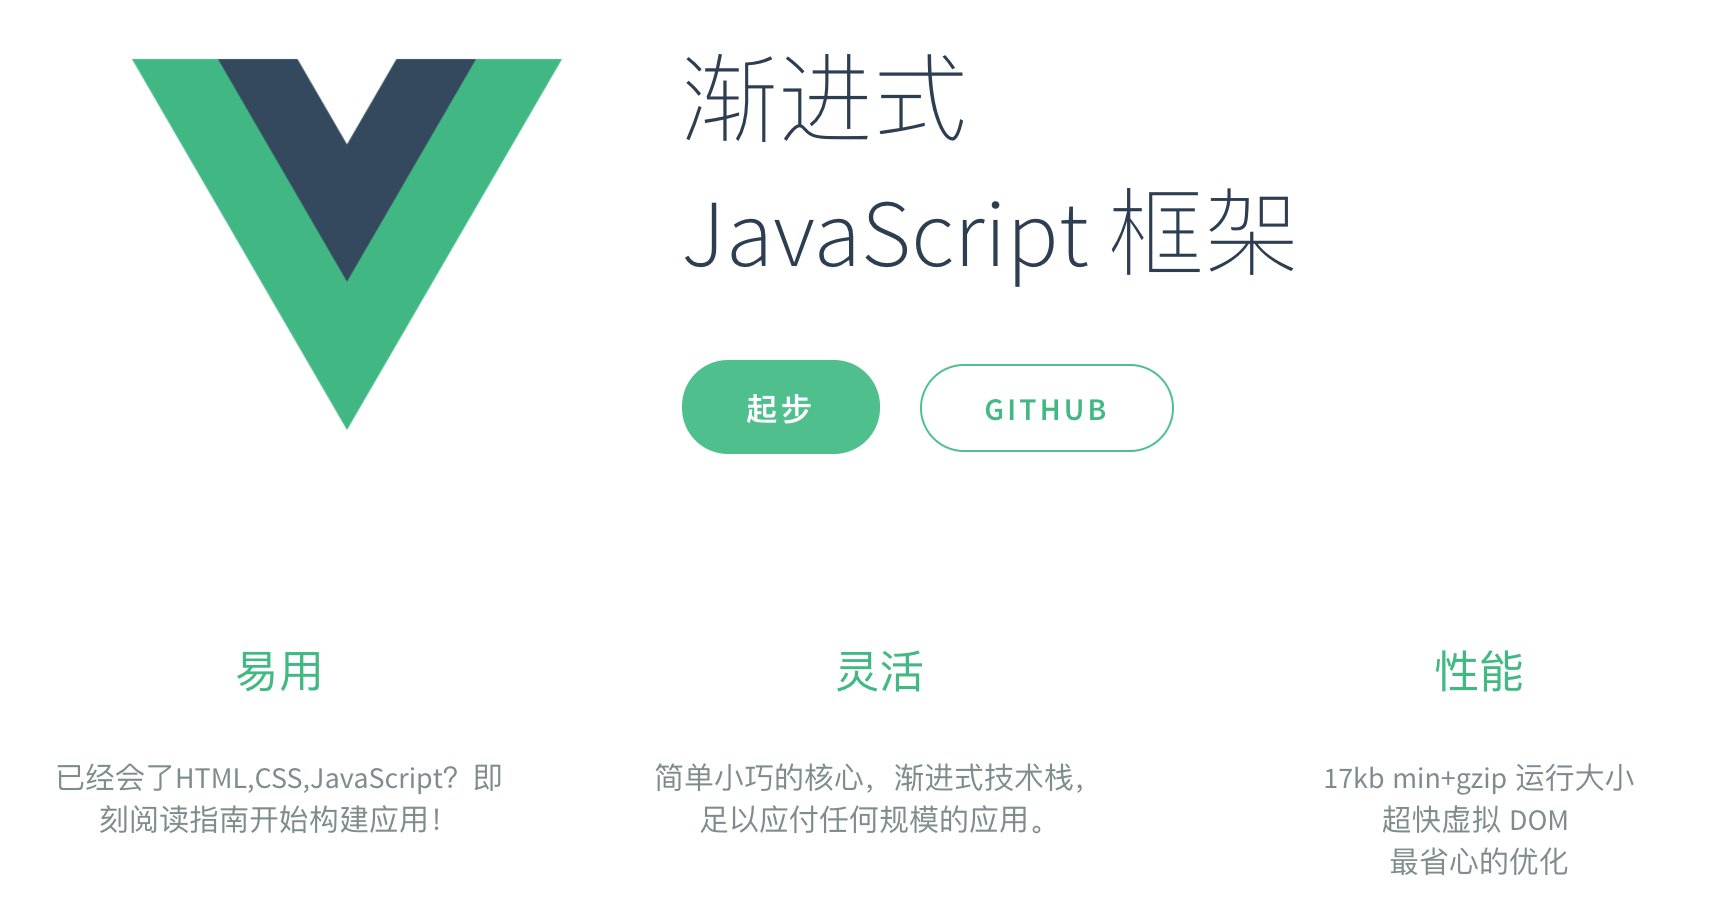 渐进式
JavaScript 框架
起步
GITHUB
易用
已经会了HTML,CSS,JavaScript？即
刻阅读指南开始构建应用！
灵活
简单小巧的核心，渐进式技术栈，
足以应付任何规模的应用。
性能
17kb min+gzip 运行大小
超快虚拟 DOM
最省心的优化